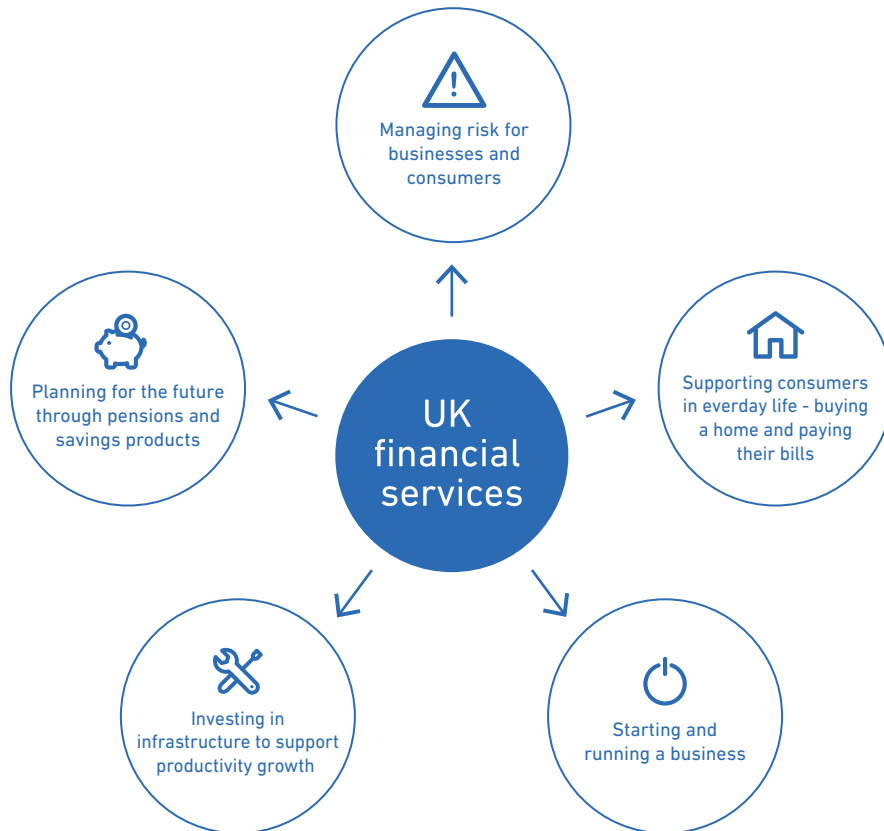 Managing risk for
businesses and
consumers
Planning for the future
through pensions and
savings products
UK
financial
services
Supporting consumers
in everday life - buying
a home and paying
their bills
Investing in
infrastructure to support
productivity growth
Starting and
running a business